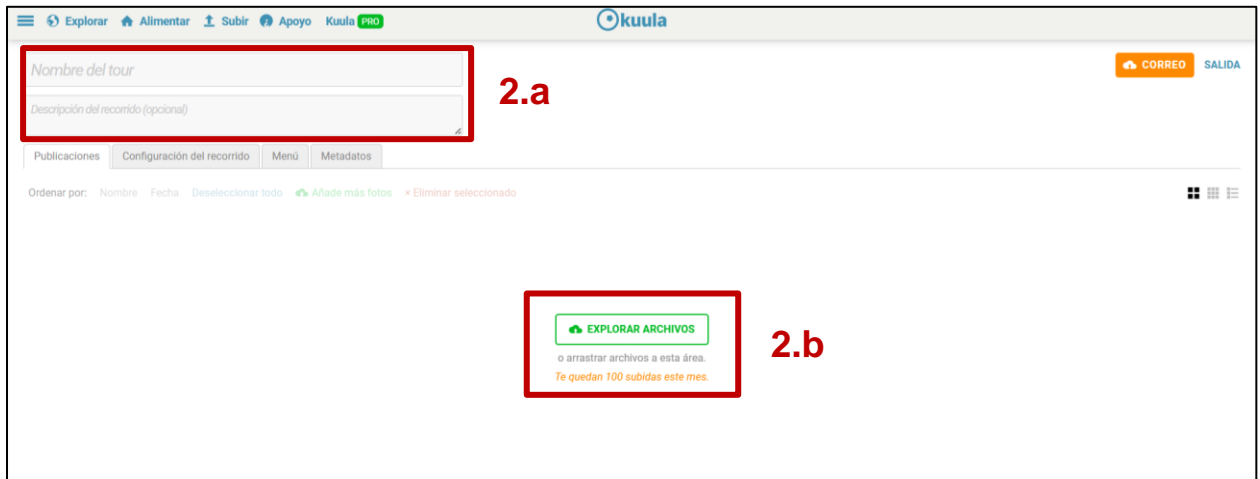 Explorar Alimentar Subir Apoyo Kuula PRO
kuula
Nombre del tour
CORREO SALIDA
2.a
Descripción del recorrido (opcional)
Publicaciones Configuración del recorrido Menú Metadatos
Ordenar por: Nombre Fecha Deseleccionar todo Añade más fotos × Eliminar seleccionado
EXPLORAR ARCHIVOS
2.b
o arrastrar archivos a esta área.
Te quedan 100 subidas este mes.